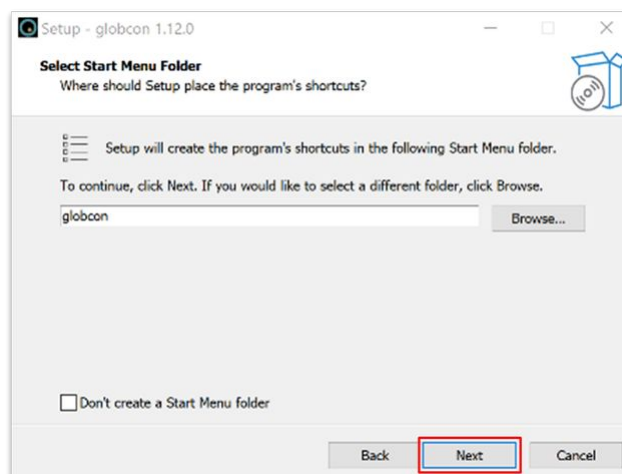 Setup - globcon 1.12.0
Select Start Menu Folder
Where should Setup place the program's shortcuts?
Setup will create the program's shortcuts in the following Start Menu folder.
To continue, click Next. If you would like to select a different folder, click Browse.
globcon
Browse...
Don't create a Start Menu folder
Back
Next
Cancel